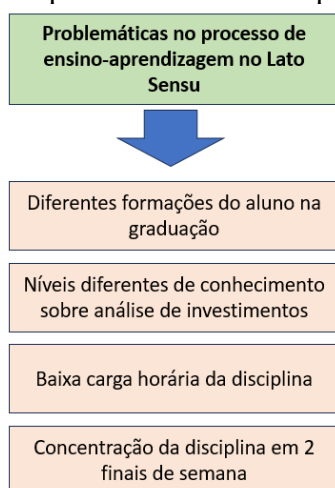 Problemáticas no processo de
ensino-aprendizagem no Lato
Sensu
Diferentes formações do aluno na
graduação
Níveis diferentes de conhecimento
sobre análise de investimentos
Baixa carga horária da disciplina
Concentração da disciplina em 2
finais de semana